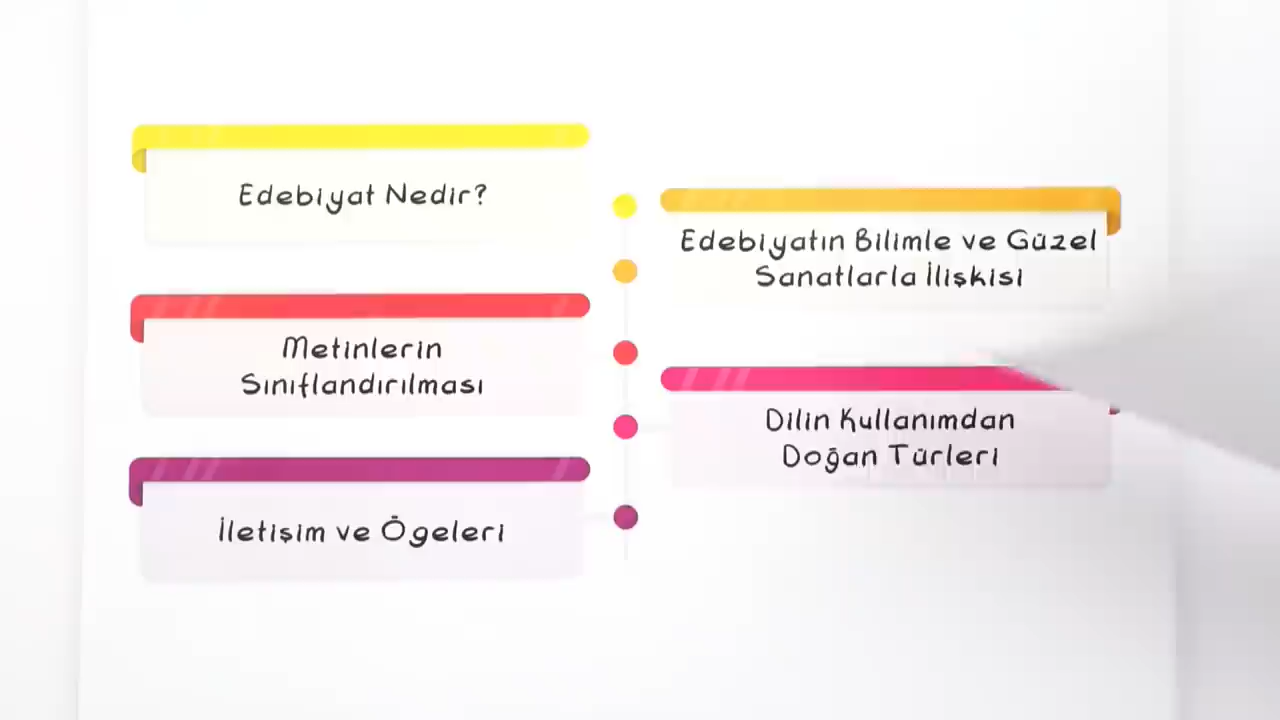 Edebiyat Nedir?
Edebiyatın Bilimle ve Güzel
Sanatlarla İlişkisi
Metinlerin
Sınıflandırılması
Dilin Kullanımdan
Doğan Türleri
İletişim ve Ögeleri